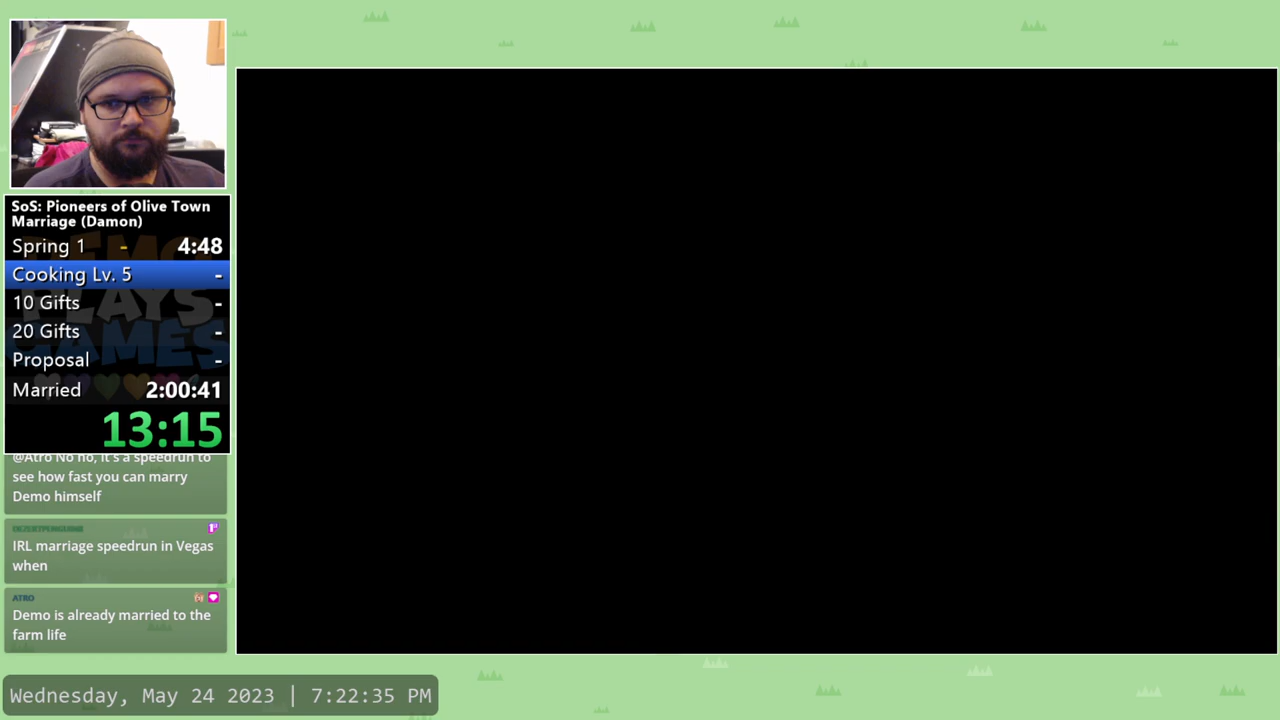 SoS: Pioneers of Olive Town
Marriage (Damon)
Spring 1 - 4:48
Cooking Lv. 5 -
10 Gifts -
20 Gifts -
Proposal -
Married 2:00:41
13:15
PLAYS
GAMES
@Atro No no, it's a speedrun to
see how fast you can marry
Demo himself
IRL marriage speedrun in Vegas
when
ATRO
Demo is already married to the
farm life
Wednesday, May 24 2023 | 7:22:35 PM